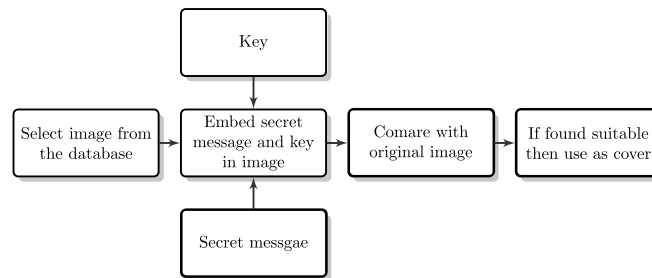 Key
Select image from
the database
Embed secret
message and key
in image
Comare with
original image
If found suitable
then use as cover
Secret messgae